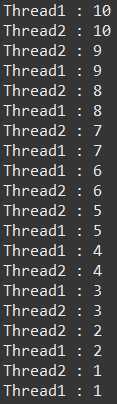 Thread1 : 10
Thread2 : 10
Thread2 : 9
Thread1 : 9
Thread2 : 8
Thread1 : 8
Thread2 : 7
Thread1 : 7
Thread1 : 6
Thread2 : 6
Thread2 : 5
Thread1 : 5
Thread1 : 4
Thread2 : 4
Thread1 : 3
Thread2 : 3
Thread2 : 2
Thread1 : 2
Thread2 : 1
Thread1 : 1